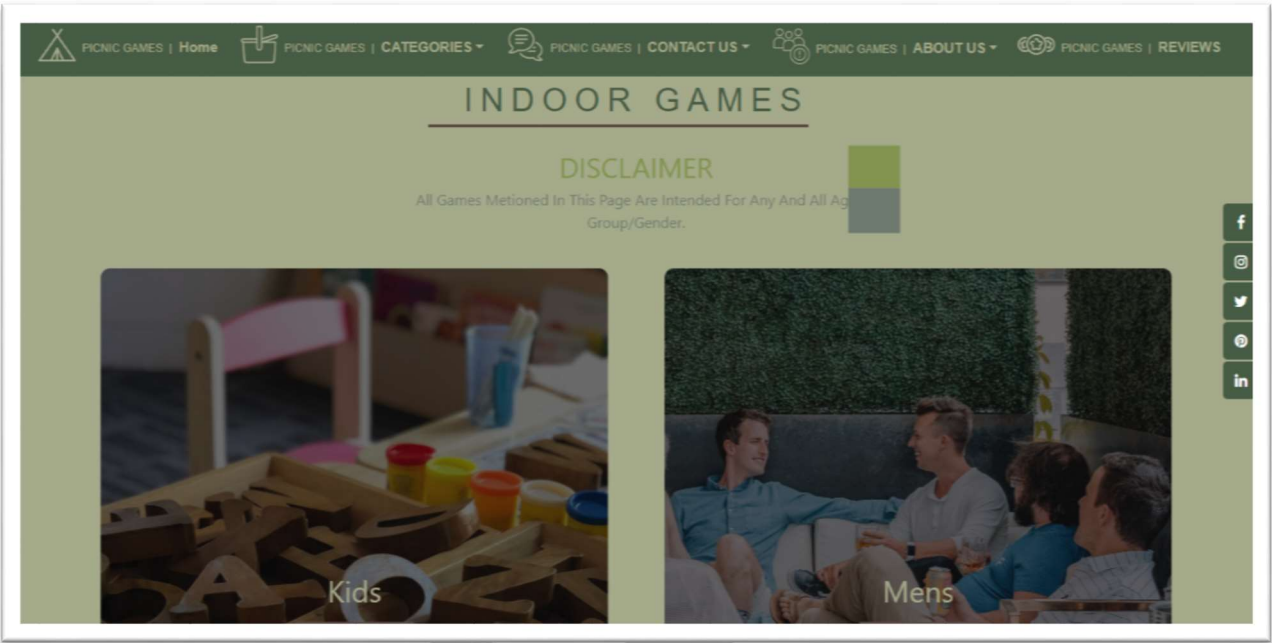 PICNIC GAMES | Home PICNIC GAMES | CATEGORIES PICNIC GAMES | CONTACT US PICNIC GAMES | ABOUT US PICNIC GAMES | REVIEWS
INDOOR GAMES
DISCLAIMER
All Games Metioned In This Page Are Intended For Any And All Ag
Group/Gender.
Kids Mens